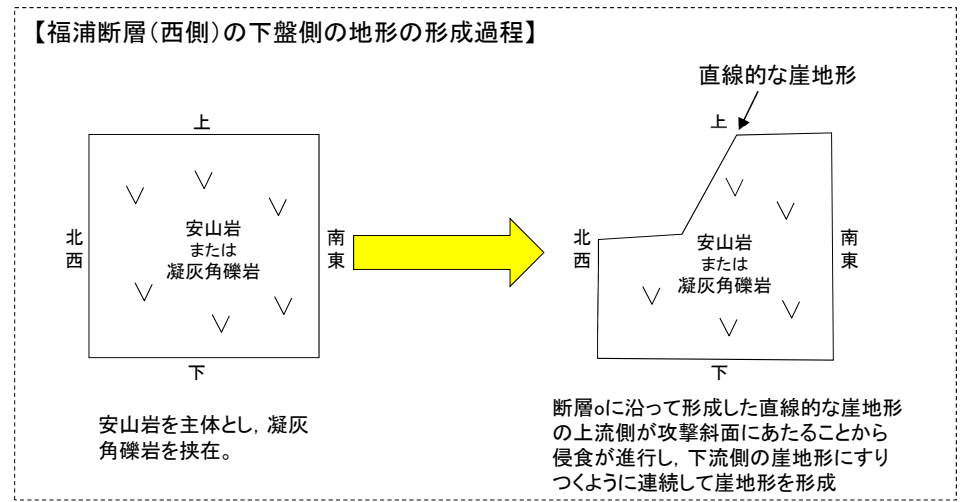 【福浦断層(西側)の下盤側の地形の形成過程】
直線的な崖地形
上
北西
安山岩
または
凝灰角礫岩
南東
下
安山岩を主体とし，凝灰
角礫岩を挟在。
上
北西
安山岩
または
凝灰角礫岩
南東
下
断層oに沿って形成した直線的な崖地形
の上流側が攻撃斜面にあたることから
侵食が進行し，下流側の崖地形にすり
つくように連続して崖地形を形成